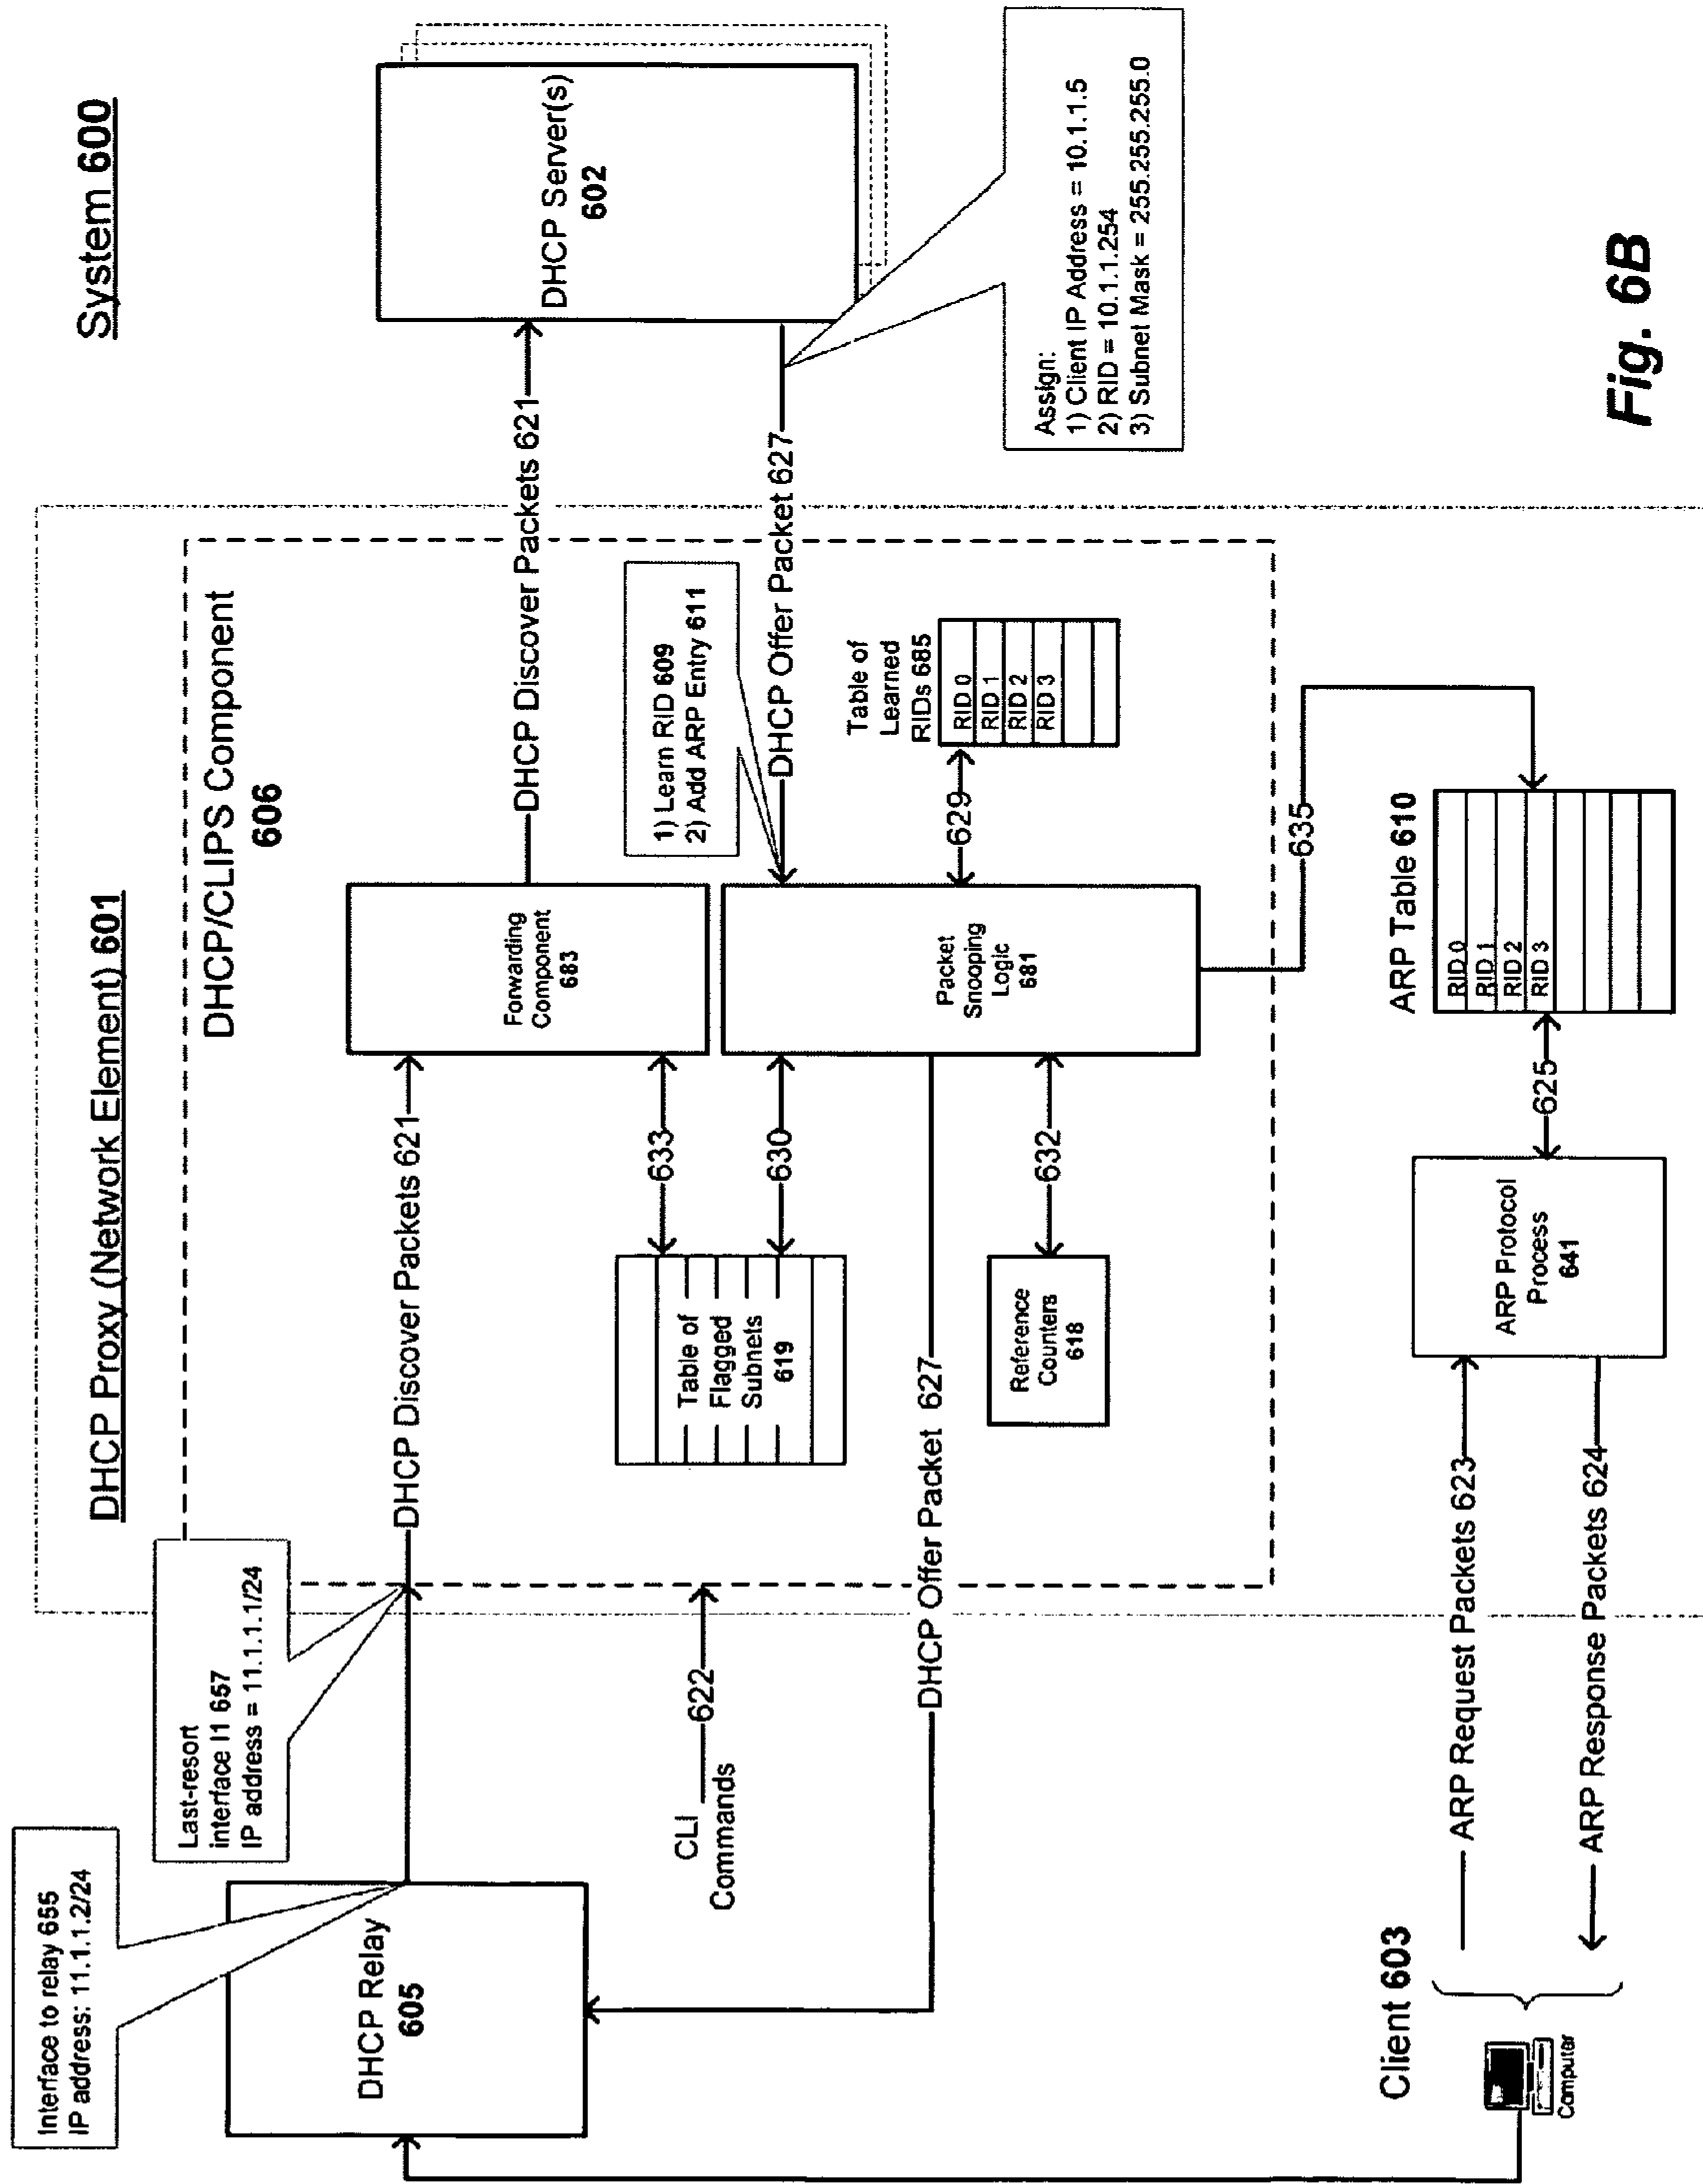 System 600
DHCP Proxy (Network Element) 601
DHCP/CLIPS Component
606
Interface to relay 655
IP address: 11.1.1.2/24
Last-resort
interface I1 657
IP address = 11.1.1.1/24
DHCP Relay
605
DHCP Discover Packets 621
Forwarding
Component
683
DHCP Discover Packets 621
DHCP Server(s)
602
633
630
Table of
Flagged
Subnets
619
1) Learn RID 609
2) Add ARP Entry 611
DHCP Offer Packet 627
Assign:
1) Client IP Address = 10.1.1.5
2) RID = 10.1.1.254
3) Subnet Mask = 255.255.255.0
CLI
Commands
622
Packet
Snooping
Logic
681
629
Table of
Learned
RIDs 685
RID 0
RID 1
RID 2
RID 3
DHCP Offer Packet 627
Reference
Counters
618
632
635
Client 603
Computer
ARP Request Packets 623
ARP Response Packets 624
ARP Protocol
Process
641
625
ARP Table 610
RID 0
RID 1
RID 2
RID 3
Fig. 6B